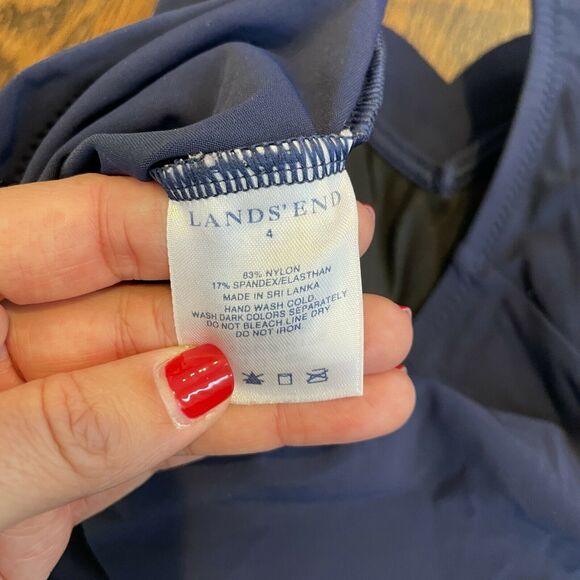 LANDS' END
4
83% NYLON
17% SPANDEX/ELASTHAN
MADE IN SRI LANKA
HAND WASH COLD.
WASH DARK COLORS SEPARATELY
DO NOT BLEACH LINE DRY
DO NOT IRON.